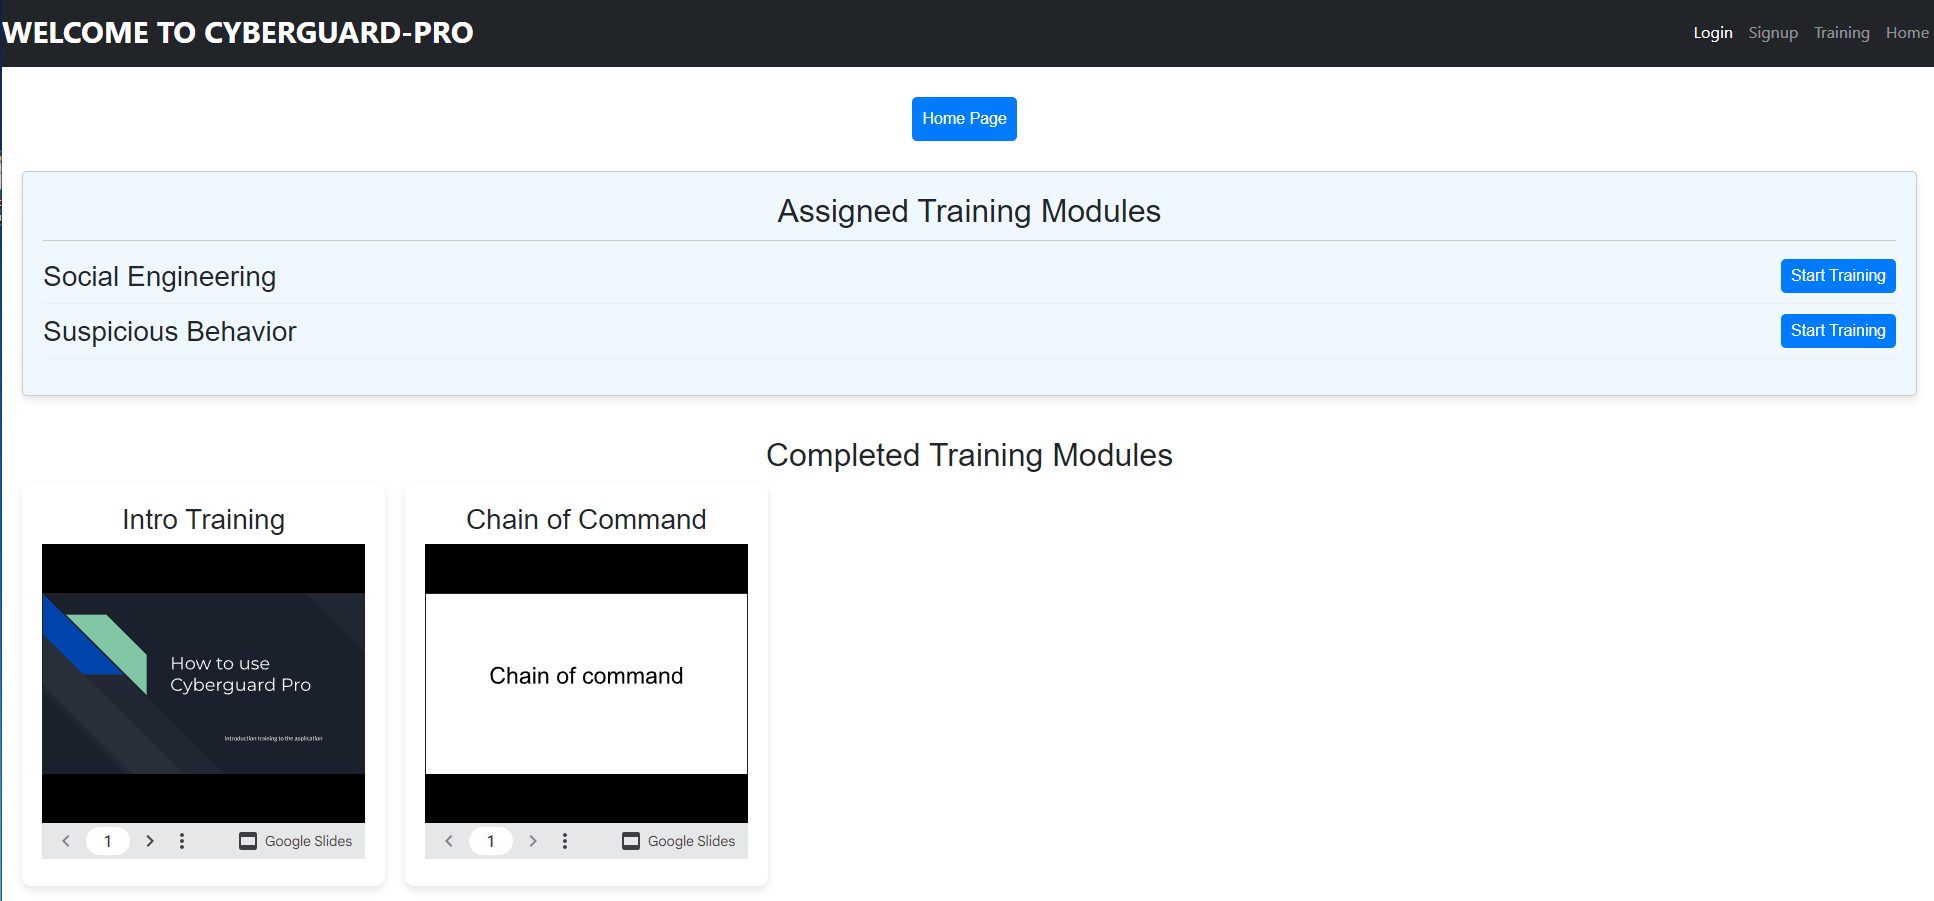 WELCOME TO CYBERGUARD-PRO
Login Signup Training Home
Home Page
Assigned Training Modules
Social Engineering
Start Training
Suspicious Behavior
Start Training
Completed Training Modules
Intro Training
How to use
Cyberguard Pro
Introduction training to the application
1
Google Slides
Chain of Command
Chain of command
1
Google Slides